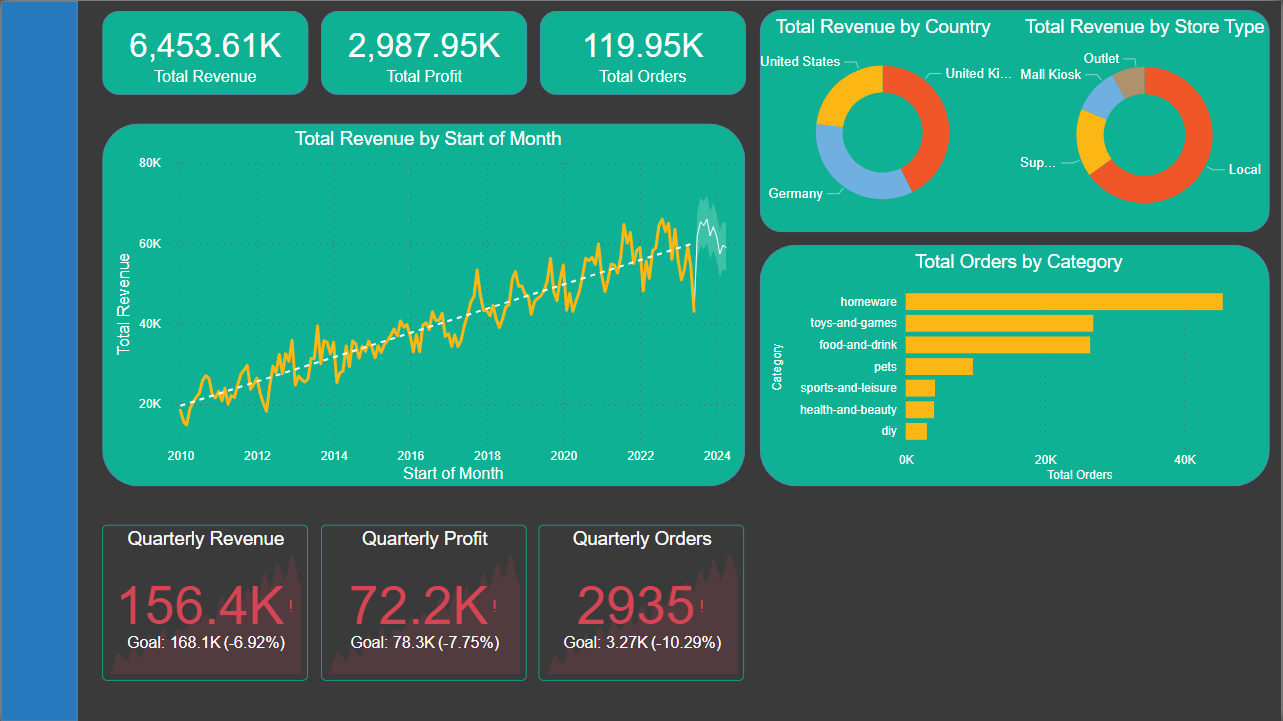 6,453.61K
Total Revenue
2,987.95K
Total Profit
119.95K
Total Orders
Total Revenue by Country
United States
United Ki...
Germany
Total Revenue by Store Type
Outlet
Mall Kiosk
Sup...
Local
Total Revenue by Start of Month
Total Revenue
80K
60K
40K
20K
2010 2012 2014 2016 2018 2020 2022 2024
Start of Month
Total Orders by Category
Category
homeware
toys-and-games
food-and-drink
pets
sports-and-leisure
health-and-beauty
diy
0K 20K 40K
Total Orders
Quarterly Revenue
156.4K!
Goal: 168.1K (-6.92%)
Quarterly Profit
72.2K!
Goal: 78.3K (-7.75%)
Quarterly Orders
2935!
Goal: 3.27K (-10.29%)